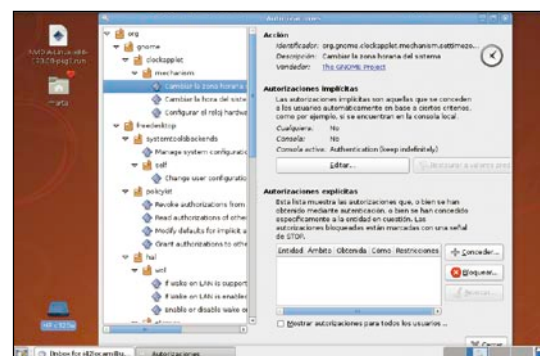 Autorizaciones
org
gnome
clockapplet
mechanism
Cambiar la zona horaria
Cambiar la hora del siste
Configurar el reloj hardwa
freedesktop
systemtoolsbackends
Manage system configuratio
self
Change user configuratio
policykit
Revoke authorizations from
Read authorizations of other
Modify defaults for implicit a
Grant authorizations to othe
hal
wol
If wake on LAN is support
If wake on LAN is enabled
Enable or disable wake o
Acción
Identificador: org.gnome.clockapplet.mechanism.settimezo...
Descripción: Cambiar la zona horaria del sistema
Vendedor: The GNOME Project
Autorizaciones implícitas
Las autorizaciones implícitas son aquellas que se conceden
a los usuarios automáticamente en base a ciertos criterios,
como por ejemplo, si se encuentran en la consola local.
Cualquiera: No
Consola: No
Consola activa: Authentication (keep indefinitely)
Editar...
Autorizaciones explícitas
Esta lista muestra las autorizaciones que, o bien se han
obtenido mediante autenticación, o bien se han concedido
específicamente a la entidad en cuestión. Las
autorizaciones bloqueadas están marcadas con una señal
de STOP.
Entidad Ámbito Obtenida Cómo Restricciones
Conceder...
Bloquear...
Mostrar autorizaciones para todos los usuarios...
Cerrar
marta
Autorizaciones